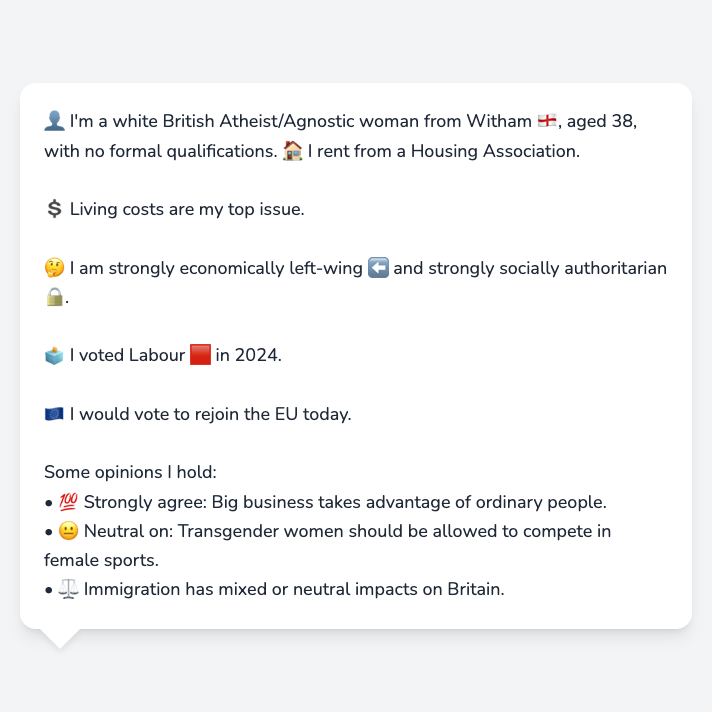 👤 I'm a white British Atheist/Agnostic woman from Witham 🏴󠁧󠁢󠁥󠁮󠁧󠁿, aged 38,
with no formal qualifications. 🏠 I rent from a Housing Association.
💲 Living costs are my top issue.
🤔 I am strongly economically left-wing ⬅️ and strongly socially authoritarian
🔒.
🗳️ I voted Labour 🟥 in 2024.
🇪🇺 I would vote to rejoin the EU today.
Some opinions I hold:
• 💯 Strongly agree: Big business takes advantage of ordinary people.
• 😐 Neutral on: Transgender women should be allowed to compete in
female sports.
• ⚖️ Immigration has mixed or neutral impacts on Britain.